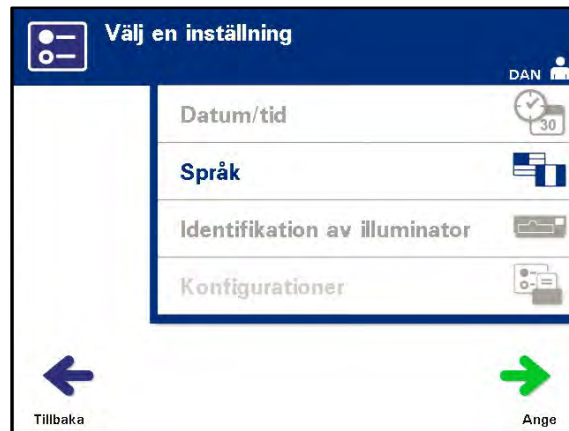 Välj en inställning
DAN
Datum/tid
30
Språk
Identifikation av illuminator
Konfigurationer
Tillbaka
Ange